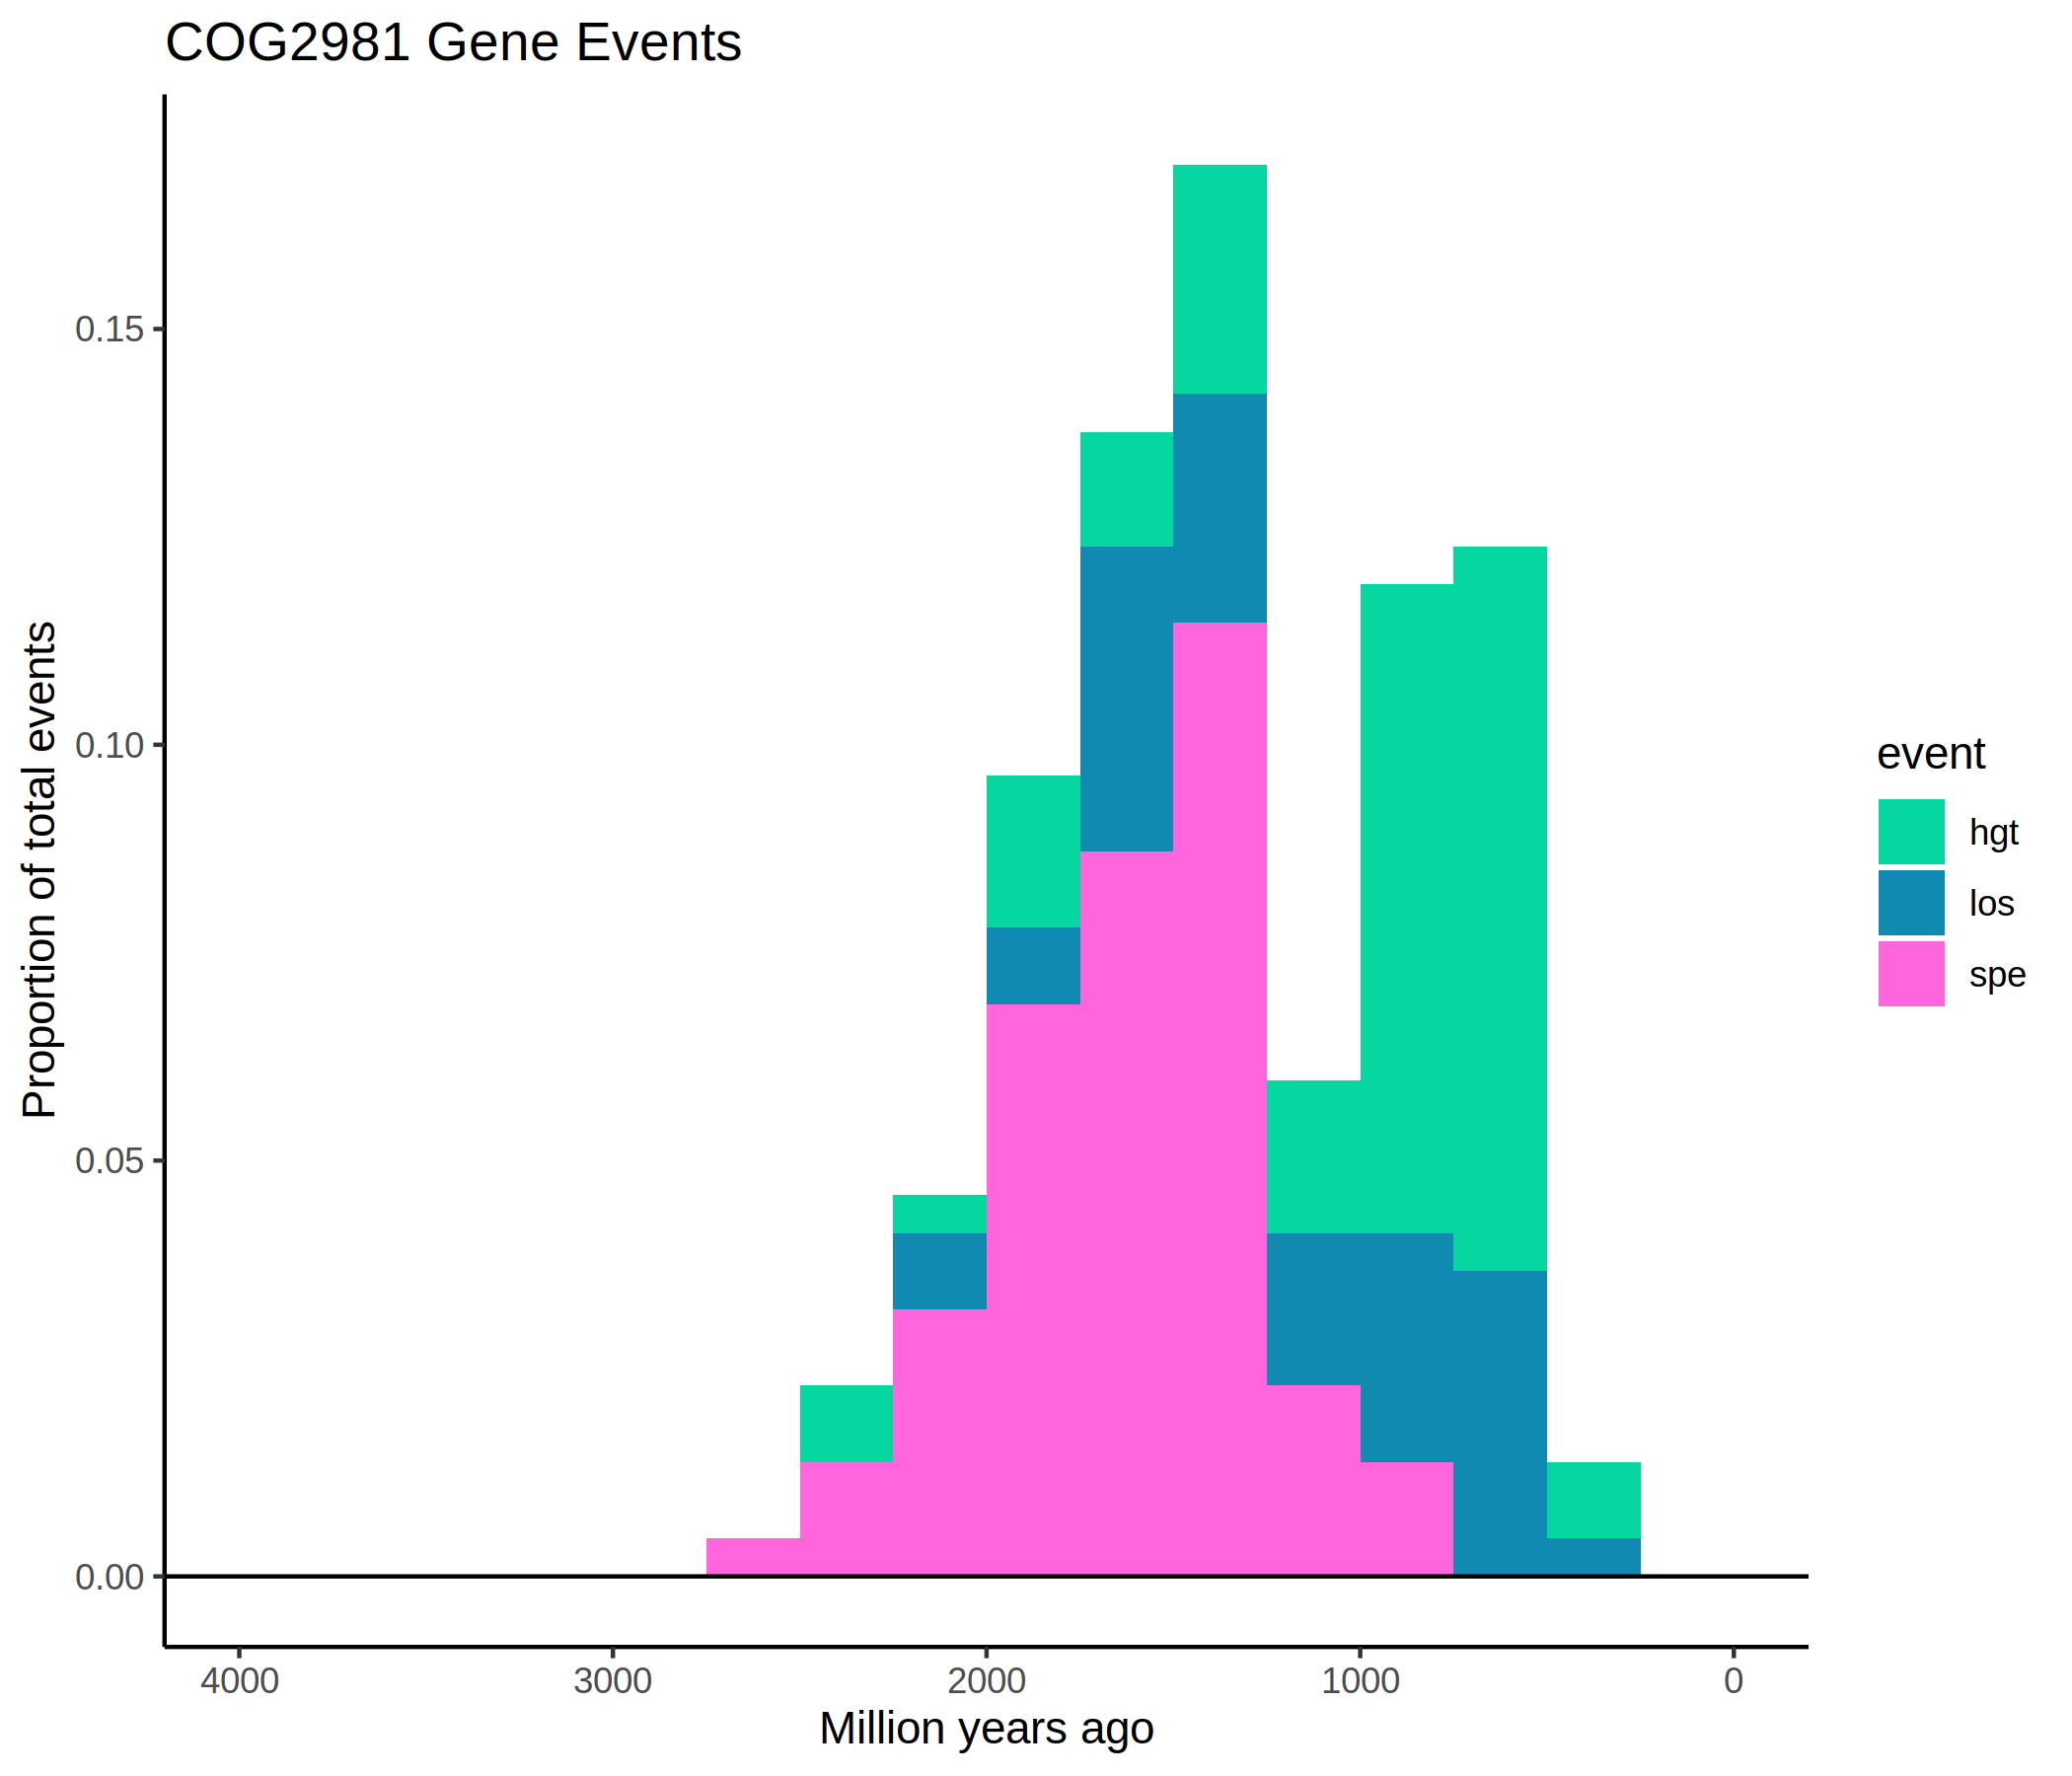 COG2981 Gene Events
Proportion of total events
0.15
0.10
0.05
0.00
4000 3000 2000 1000 0
Million years ago
event
hgt
los
spe